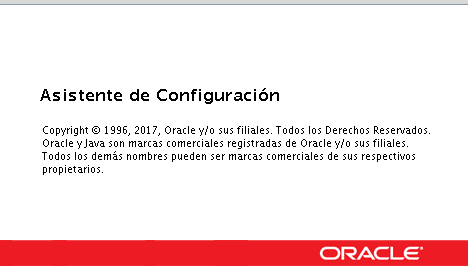 Asistente de Configuración
Copyright © 1996, 2017, Oracle y/o sus filiales. Todos los Derechos Reservados.
Oracle y Java son marcas comerciales registradas de Oracle y/o sus filiales.
Todos los demás nombres pueden ser marcas comerciales de sus respectivos
propietarios.
ORACLE